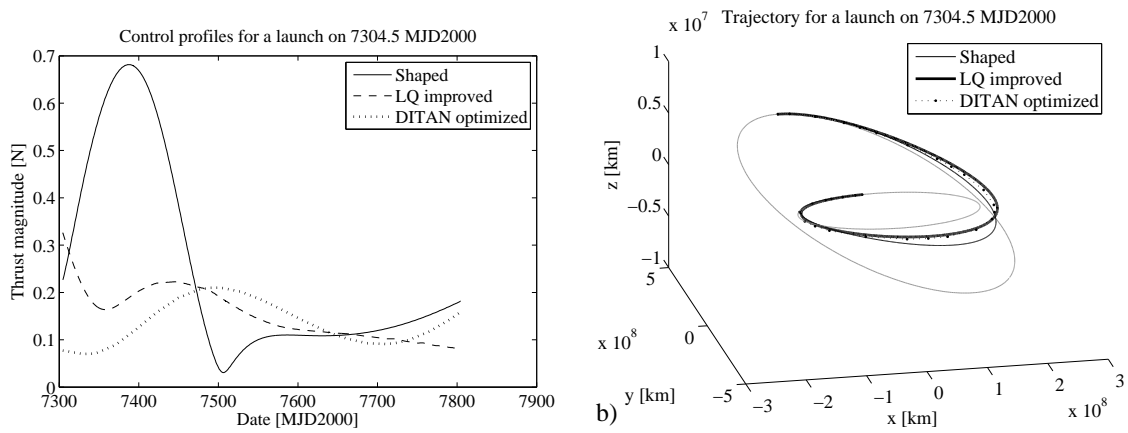 Control profiles for a launch on 7304.5 MJD2000
0.7
0.6
0.5
0.4
0.3
0.2
0.1
0
Thrust magnitude [N]
Shaped
LQ improved
DITAN optimized
7300 7400 7500 7600 7700 7800 7900
Date [MJD2000]
x 10^7 Trajectory for a launch on 7304.5 MJD2000
Shaped
LQ improved
DITAN optimized
1
0.5
0
−0.5
−1
z [km]
5
0
−5
x 10^8
y [km]
−3 −2 −1 0 1 2 3
x [km]
x 10^8
b)